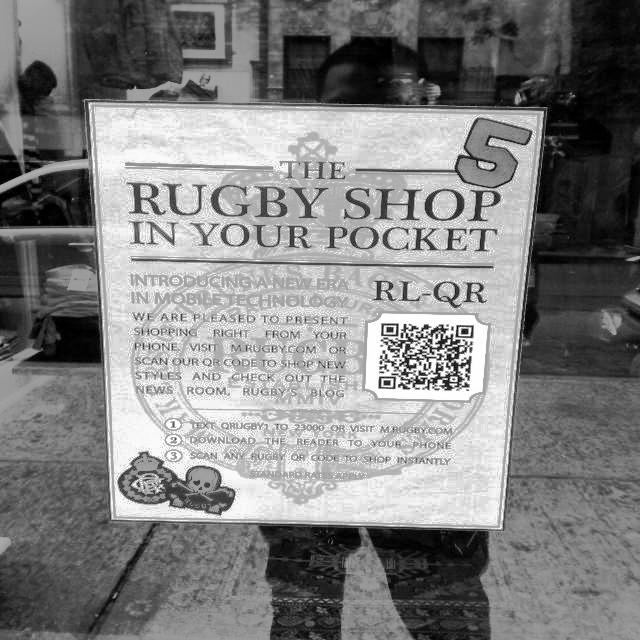 5
THE
RUGBY SHOP
IN YOUR POCKET
INTRODUCING A NEW ERA
IN MOBILE TECHNOLOGY
RL-QR
WE ARE PLEASED TO PRESENT
SHOPPING RIGHT FROM YOUR
PHONE. VISIT M.RUGBY.COM OR
SCAN OUR QR CODE TO SHOP NEW
STYLES AND CHECK OUT THE
NEWS ROOM, RUGBY'S BLOG
1 TEXT QRUGBY1 TO 23000 OR VISIT M.RUGBY.COM
2 DOWNLOAD THE READER TO YOUR PHONE
3 SCAN ANY RUGBY QR CODE TO SHOP INSTANTLY